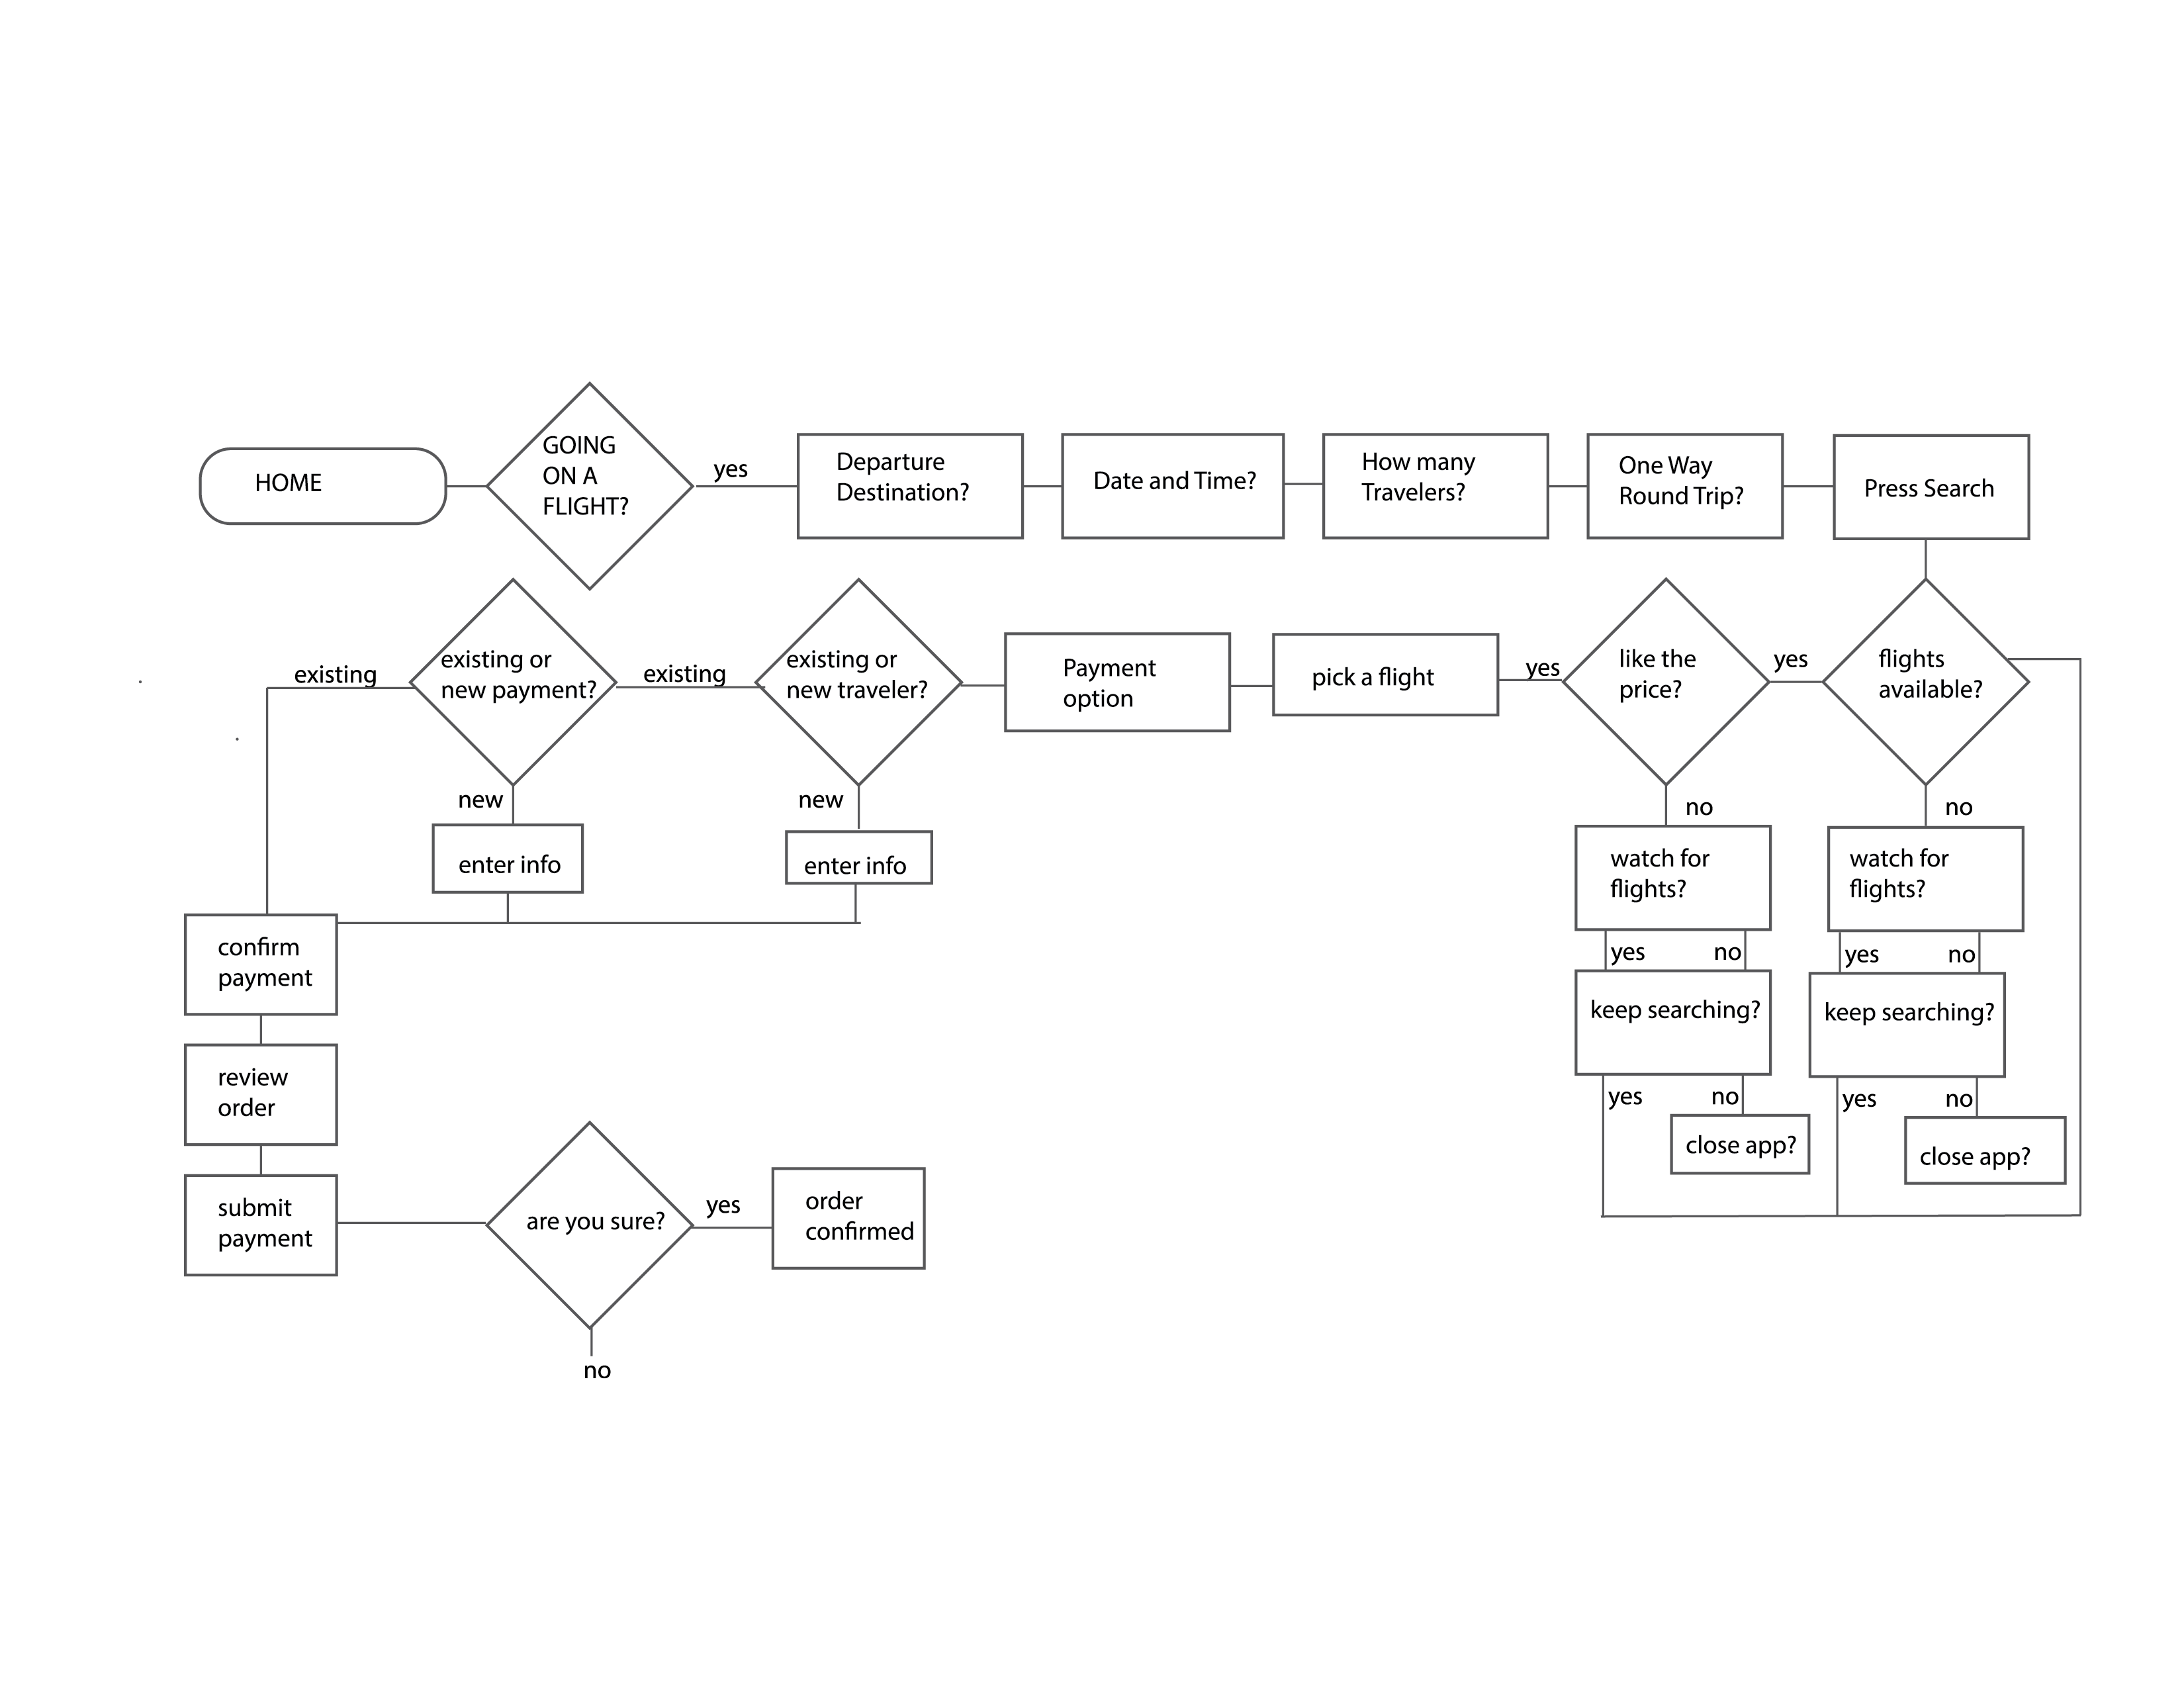 HOME
GOING
ON A
FLIGHT?
yes
Departure
Destination?
Date and Time?
How many
Travelers?
One Way
Round Trip?
Press Search
existing
existing or
new payment?
existing
existing or
new traveler?
Payment
option
pick a flight
yes
like the
price?
yes
flights
available?
new
enter info
new
enter info
no
watch for
flights?
yes
no
keep searching?
yes
no
close app?
no
watch for
flights?
yes
no
keep searching?
yes
no
close app?
confirm
payment
review
order
submit
payment
are you sure?
yes
order
confirmed
no